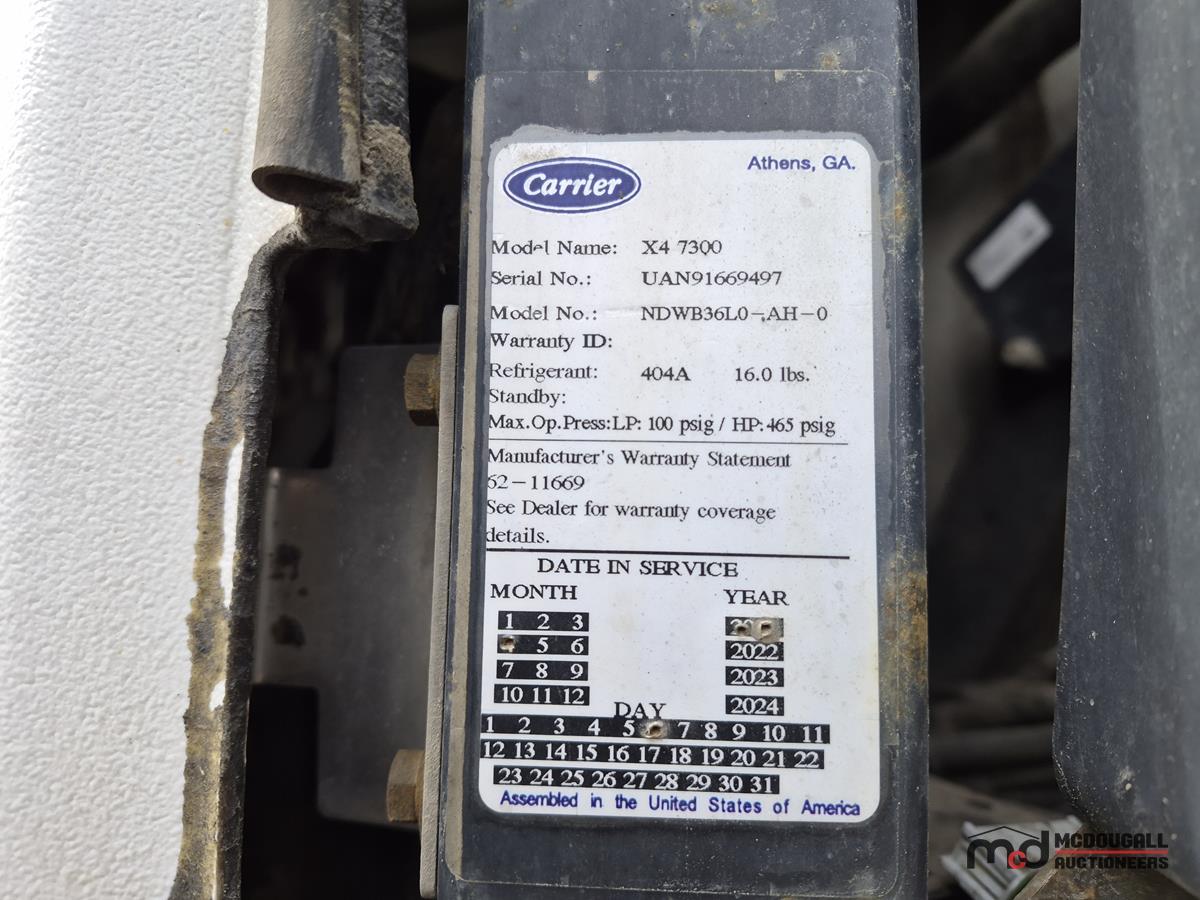 Carrier
Athens, GA.
Model Name: X4 7300
Serial No.: UAN91669497
Model No.: NDWB36L0-AH-0
Warranty ID:
Refrigerant: 404A 16.0 lbs.
Standby:
Max.Op.Press:LP: 100 psig / HP: 465 psig
Manufacturer's Warranty Statement
62-11669
See Dealer for warranty coverage
details.
DATE IN SERVICE
MONTH YEAR
1 2 3
5 6 2022
7 8 9 2023
10 11 12 2024
DAY
1 2 3 4 5 7 8 9 10 11
12 13 14 15 16 17 18 19 20 21 22
23 24 25 26 27 28 29 30 31
Assembled in the United States of America
mcd MCDOUGALL
AUCTIONEERS